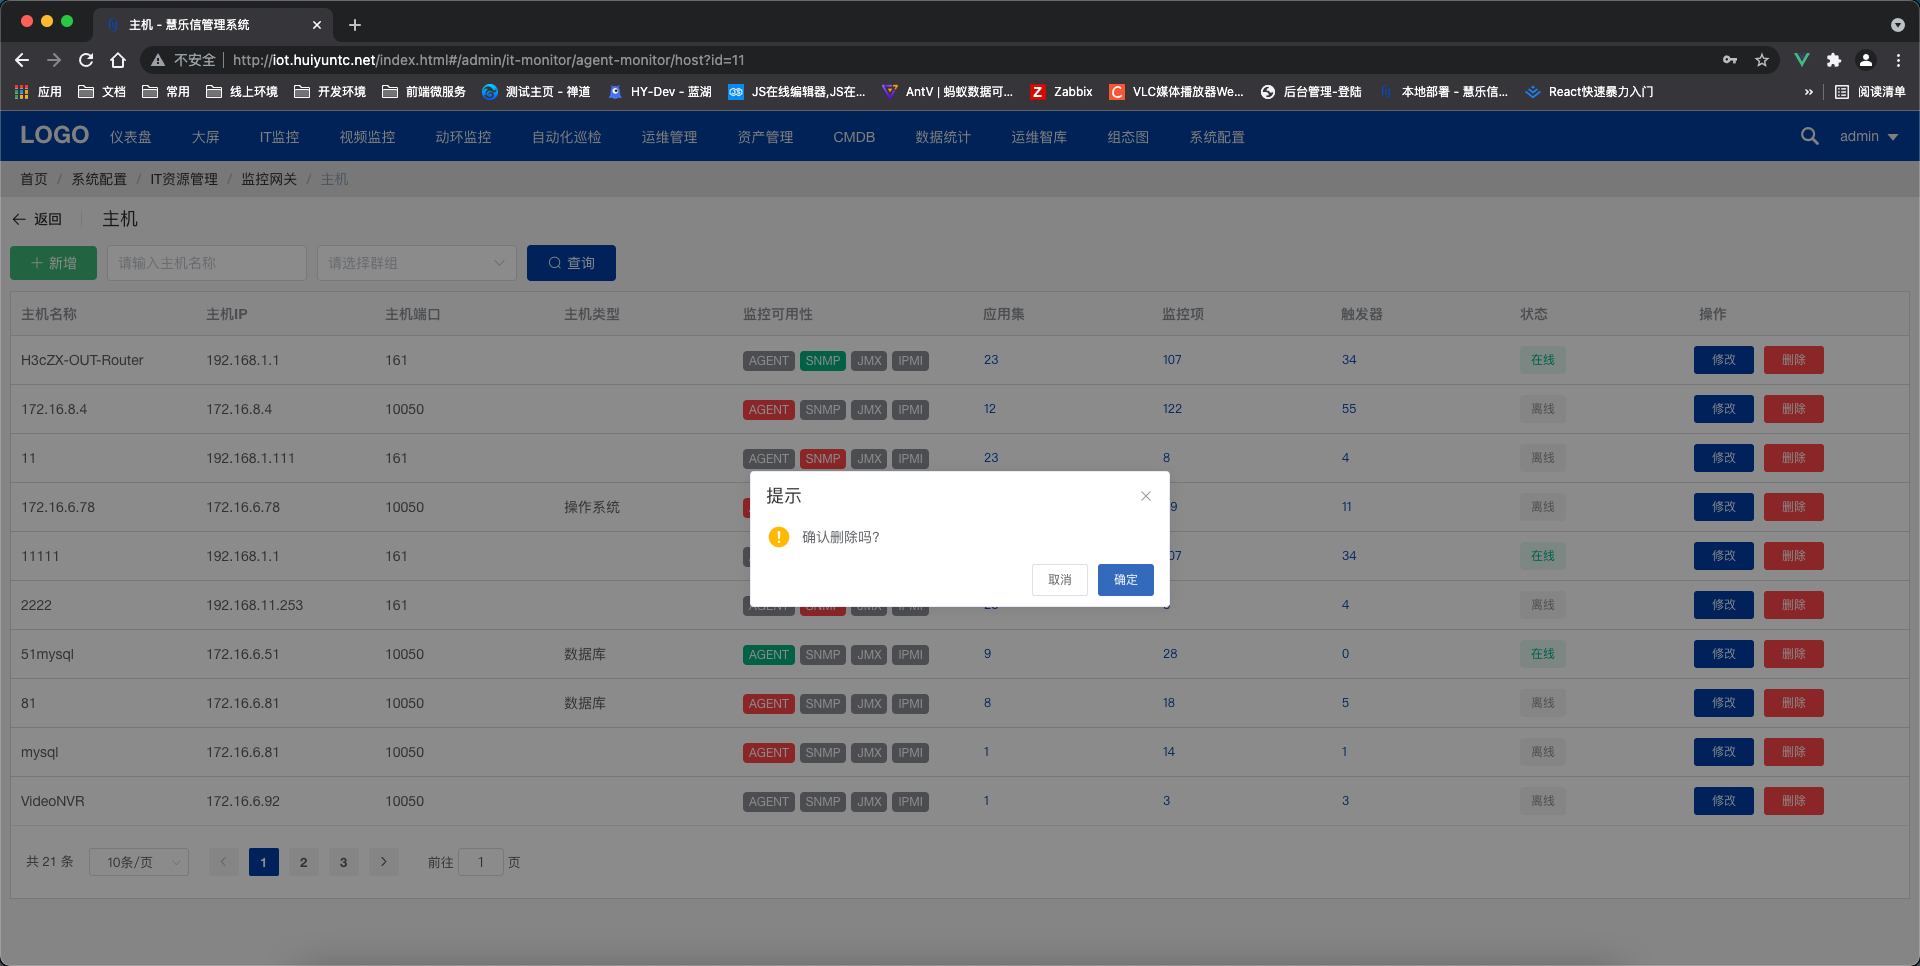 主机 - 慧乐信管理系统
不安全 | http://iot.huiyuntc.net/index.html#/admin/it-monitor/agent-monitor/host?id=11
应用 文档 常用 线上环境 开发环境 前端微服务 测试主页 - 禅道 HY-Dev - 蓝湖 JS在线编辑器,JS在... AntV | 蚂蚁数据可... Zabbix VLC媒体播放器We... 后台管理-登陆 本地部署 - 慧乐信... React快速暴力入门 » 阅读清单
LOGO 仪表盘 大屏 IT监控 视频监控 动环监控 自动化巡检 运维管理 资产管理 CMDB 数据统计 运维智库 组态图 系统配置 admin
首页 / 系统配置 / IT资源管理 / 监控网关 / 主机
返回 主机
新增 请输入主机名称 请选择群组 查询
主机名称 主机IP 主机端口 主机类型 监控可用性 应用集 监控项 触发器 状态 操作
H3cZX-OUT-Router 192.168.1.1 161 AGENT SNMP JMX IPMI 23 107 34 在线 修改 删除
172.16.8.4 172.16.8.4 10050 AGENT SNMP JMX IPMI 12 122 55 离线 修改 删除
11 192.168.1.111 161 AGENT SNMP JMX IPMI 23 8 4 离线 修改 删除
172.16.6.78 172.16.6.78 10050 操作系统 9 11 离线 修改 删除
11111 192.168.1.1 161 07 34 在线 修改 删除
2222 192.168.11.253 161 AGENT SNMP JMX IPMI 4 离线 修改 删除
51mysql 172.16.6.51 10050 数据库 AGENT SNMP JMX IPMI 9 28 0 在线 修改 删除
81 172.16.6.81 10050 数据库 AGENT SNMP JMX IPMI 8 18 5 离线 修改 删除
mysql 172.16.6.81 10050 AGENT SNMP JMX IPMI 1 14 1 离线 修改 删除
VideoNVR 172.16.6.92 10050 AGENT SNMP JMX IPMI 1 3 3 离线 修改 删除
共 21 条 10条/页 1 2 3 前往 1 页
提示
确认删除吗?
取消 确定